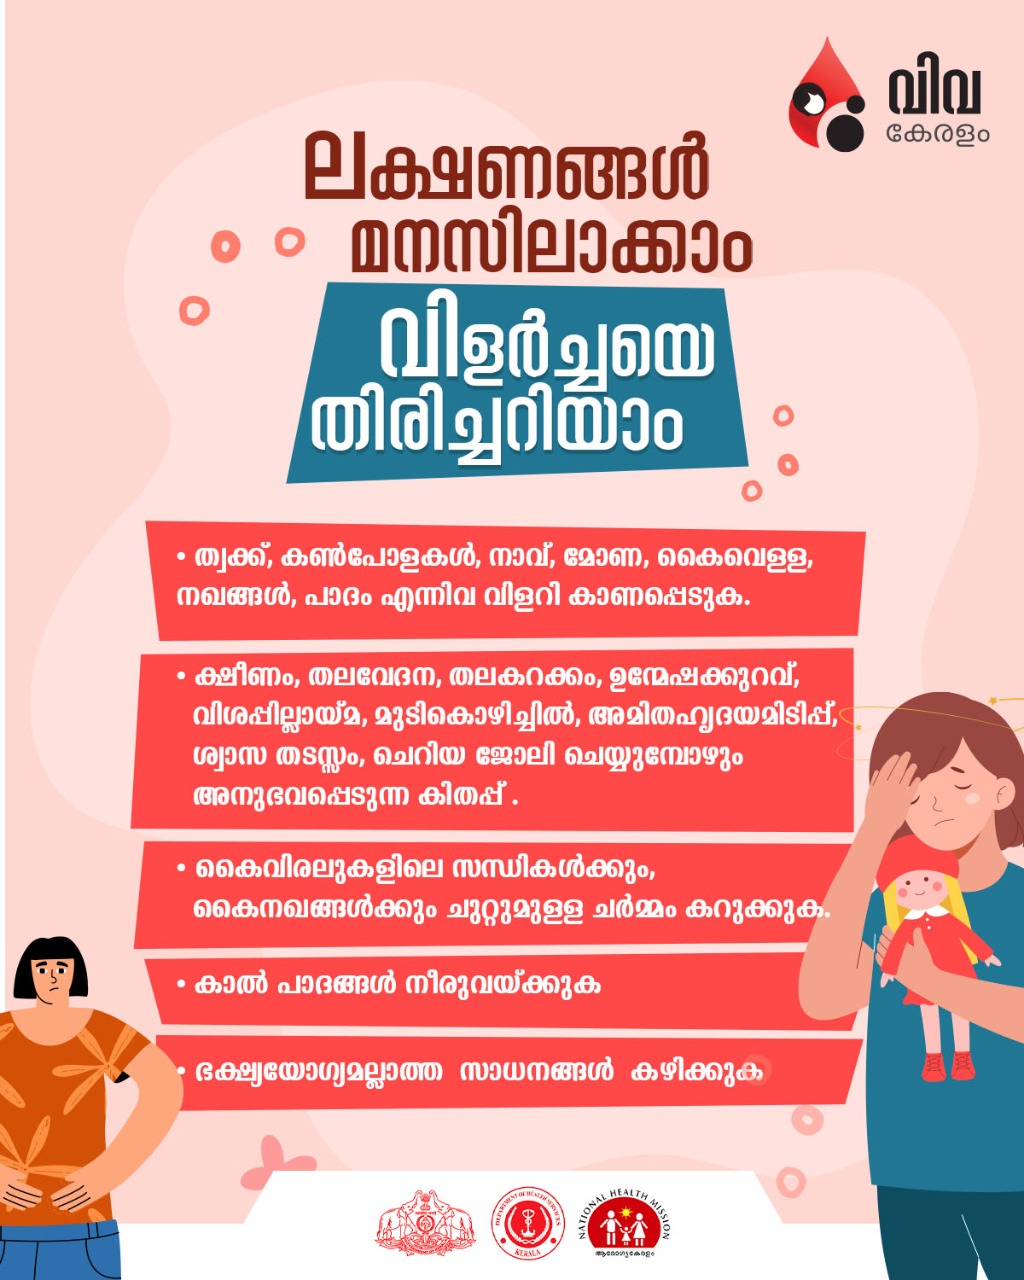 വിവ
കേരളം
ലക്ഷണങ്ങൾ
മനസിലാക്കാം
വിളർച്ചയെ
തിരിച്ചറിയാം
• ത്വക്ക്, കൺപോളകൾ, നാവ്, മോണ, കൈവെള്ള,
നഖങ്ങൾ, പാദം എന്നിവ വിളറി കാണപ്പെടുക.
• ക്ഷീണം, തലവേദന, തലകറക്കം, ഉന്മേഷക്കുറവ്,
വിശപ്പില്ലായ്മ, മുടികൊഴിച്ചിൽ, അമിതഹൃദയമിടിപ്പ്,
ശ്വാസ തടസ്സം, ചെറിയ ജോലി ചെയ്യുമ്പോഴും
അനുഭവപ്പെടുന്ന കിതപ്പ് .
• കൈവിരലുകളിലെ സന്ധികൾക്കും,
കൈനഖങ്ങൾക്കും ചുറ്റുമുള്ള ചർമ്മം കറുക്കുക.
• കാൽ പാദങ്ങൾ നീരുവയ്ക്കുക
• ഭക്ഷ്യയോഗ്യമല്ലാത്ത സാധനങ്ങൾ കഴിക്കുക
DEPARTMENT OF HEALTH SERVICES
KERALA
NATIONAL HEALTH MISSION
ആരോഗ്യകേരളം